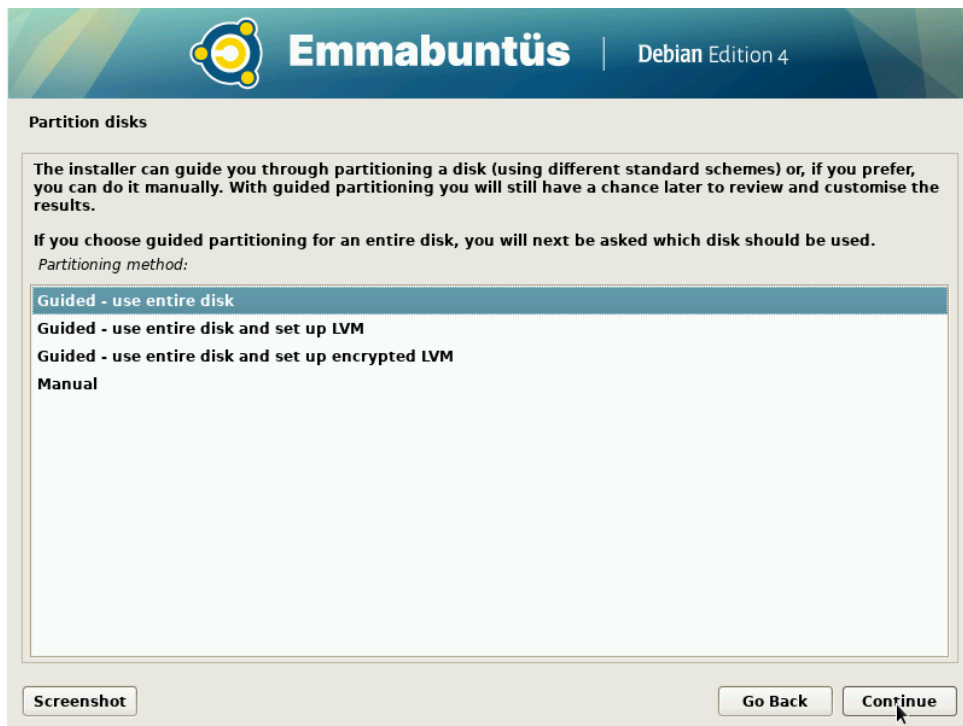 Emmabuntüs | Debian Edition 4
Partition disks
The installer can guide you through partitioning a disk (using different standard schemes) or, if you prefer,
you can do it manually. With guided partitioning you will still have a chance later to review and customise the
results.
If you choose guided partitioning for an entire disk, you will next be asked which disk should be used.
Partitioning method:
Guided - use entire disk
Guided - use entire disk and set up LVM
Guided - use entire disk and set up encrypted LVM
Manual
Screenshot Go Back Continue